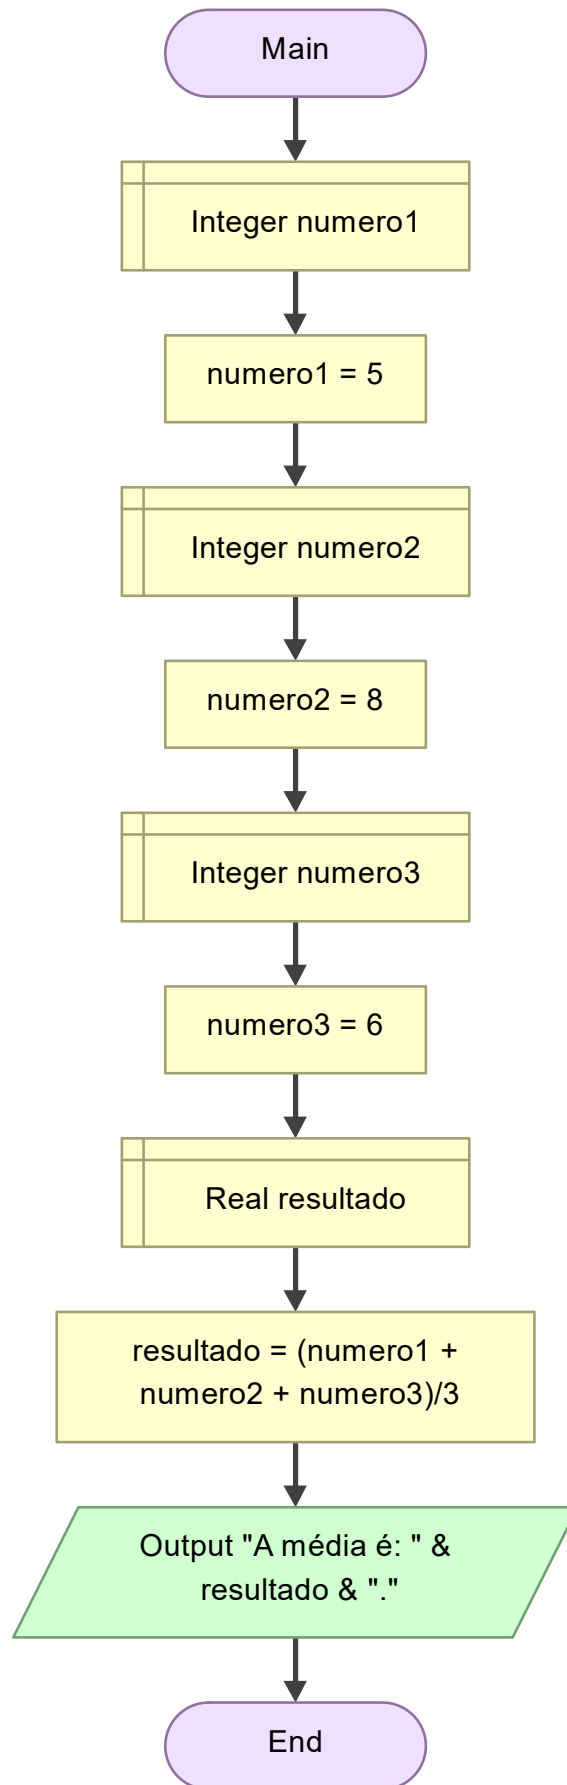 Main
Integer numero1
numero1 = 5
Integer numero2
numero2 = 8
Integer numero3
numero3 = 6
Real resultado
resultado = (numero1 +
numero2 + numero3)/3
Output "A média é: " &
resultado & "."
End